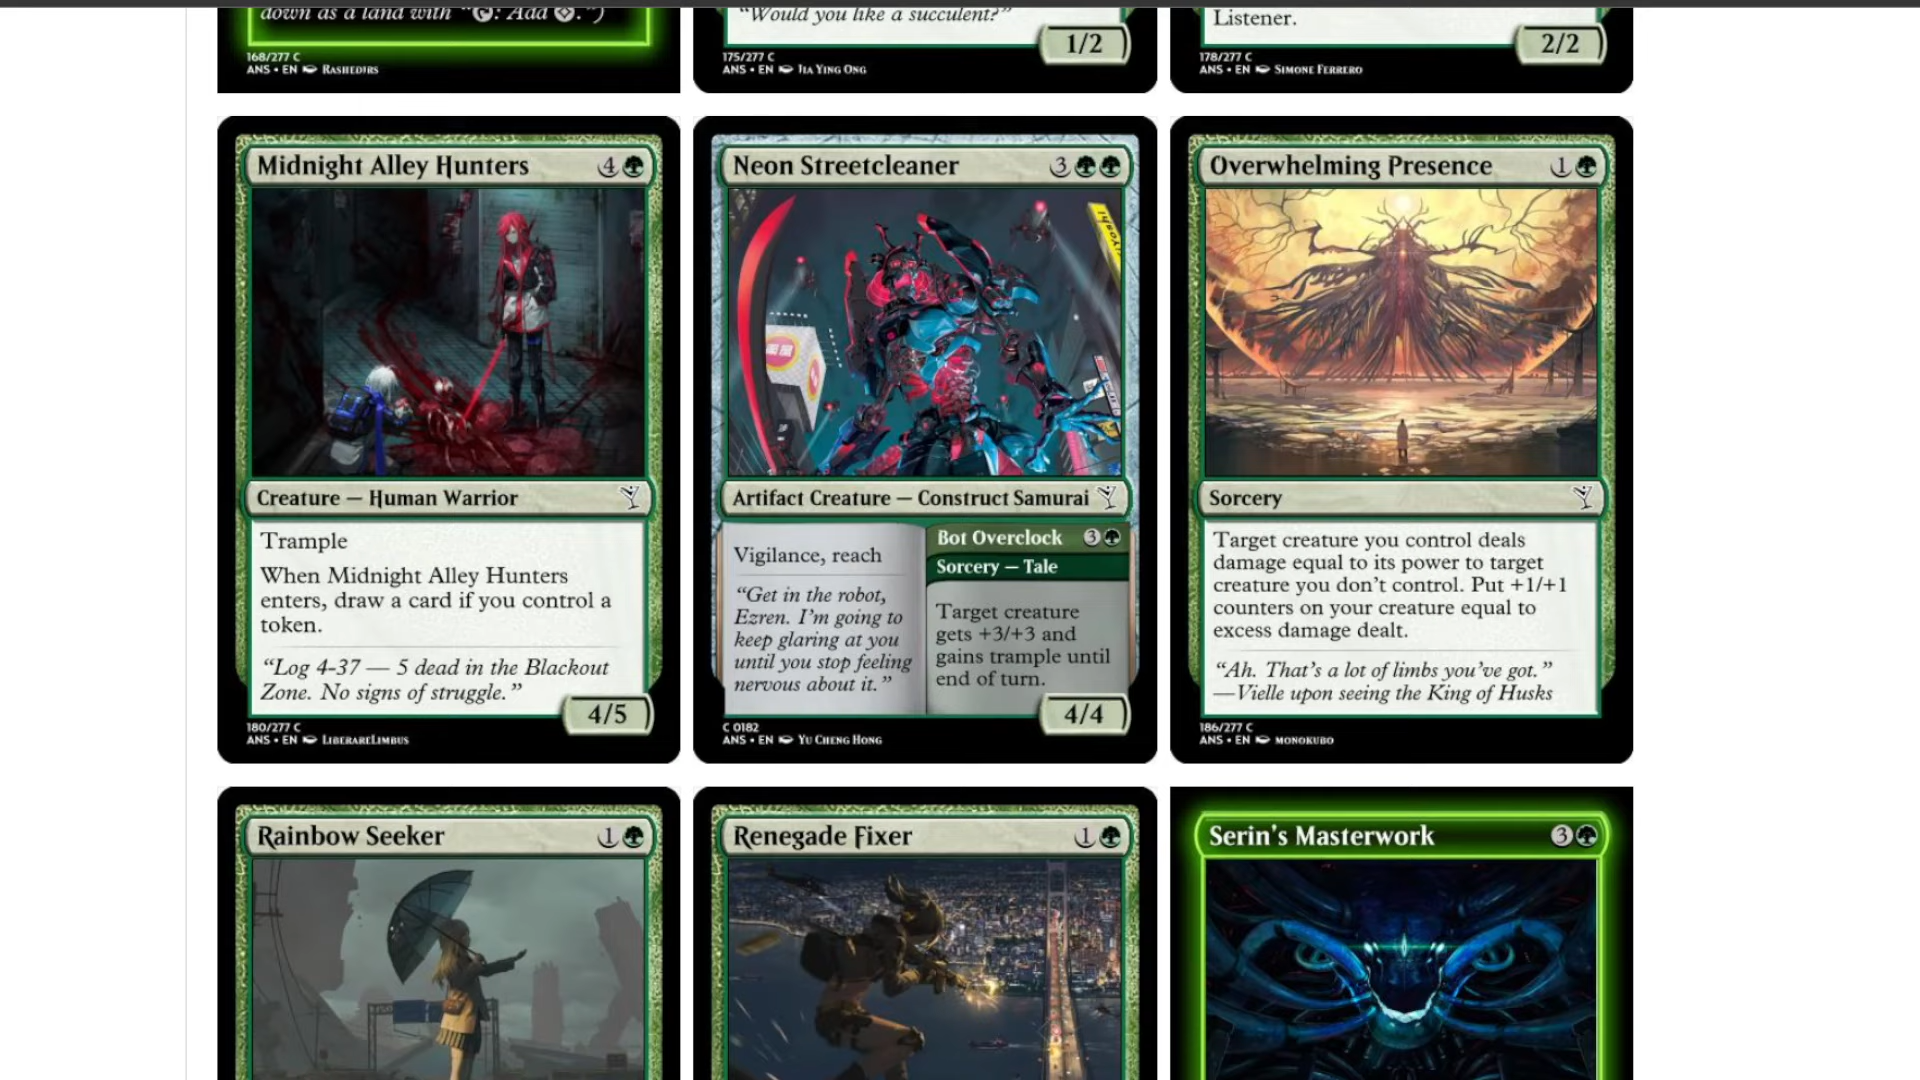 down as a land with “ : Add .”)
168/277 C
ANS • EN RASHEDJRS
“Would you like a succulent?”
1/2
175/277 C
ANS • EN JIA YING ONG
Listener.
2/2
178/277 C
ANS • EN SIMONE FERRERO
Midnight Alley Hunters 4
Creature — Human Warrior
Trample
When Midnight Alley Hunters
enters, draw a card if you control a
token.
“Log 4-37 — 5 dead in the Blackout
Zone. No signs of struggle.”
4/5
180/277 C
ANS • EN LIBERARELIMBUS
Neon Streetcleaner 3
Artifact Creature — Construct Samurai
Vigilance, reach
“Get in the robot,
Ezren. I’m going to
keep glaring at you
until you stop feeling
nervous about it.”
Bot Overclock 3
Sorcery — Tale
Target creature
gets +3/+3 and
gains trample until
end of turn.
4/4
C 0182
ANS • EN YU CHENG HONG
Overwhelming Presence 1
Sorcery
Target creature you control deals
damage equal to its power to target
creature you don’t control. Put +1/+1
counters on your creature equal to
excess damage dealt.
“Ah. That’s a lot of limbs you’ve got.”
—Vielle upon seeing the King of Husks
186/277 C
ANS • EN MONOKUBO
Rainbow Seeker 1
Renegade Fixer 1
Serin’s Masterwork 3